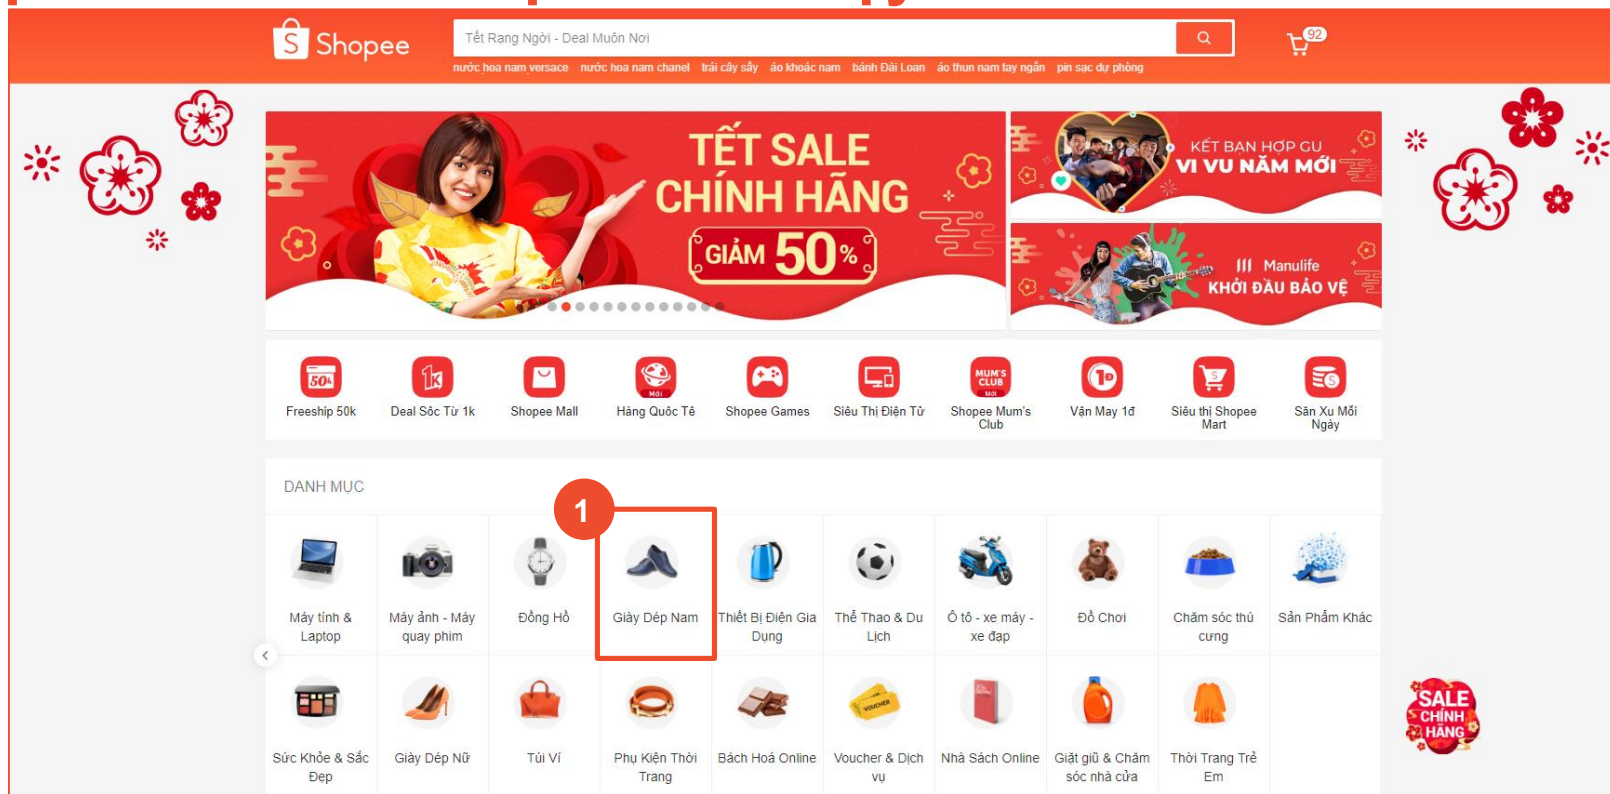 Shopee
Tết Rạng Ngời - Deal Muôn Nơi
92
nước hoa nam versace nước hoa nam chanel trái cây sấy áo khoác nam bánh Đài Loan áo thun nam tay ngắn pin sạc dự phòng
TẾT SALE
CHÍNH HÃNG
GIẢM 50%
KẾT BẠN HỢP GU
VI VU NĂM MỚI
Manulife
KHỞI ĐẦU BẢO VỆ
50k
1K
Mới
MUM'S
CLUB
Mới
1Đ
Freeship 50k
Deal Sốc Từ 1k
Shopee Mall
Hàng Quốc Tế
Shopee Games
Siêu Thị Điện Tử
Shopee Mum's
Club
Vận May 1đ
Siêu thị Shopee
Mart
Săn Xu Mỗi
Ngày
DANH MỤC
1
Máy tính &
Laptop
Máy ảnh - Máy
quay phim
Đồng Hồ
Giày Dép Nam
Thiết Bị Điện Gia
Dụng
Thể Thao & Du
Lịch
Ô tô - xe máy -
xe đạp
Đồ Chơi
Chăm sóc thú
cưng
Sản Phẩm Khác
VOUCHER
Sức Khỏe & Sắc
Đẹp
Giày Dép Nữ
Túi Ví
Phụ Kiện Thời
Trang
Bách Hoá Online
Voucher & Dịch
vụ
Nhà Sách Online
Giặt giũ & Chăm
sóc nhà cửa
Thời Trang Trẻ
Em
SALE
CHÍNH
HÃNG